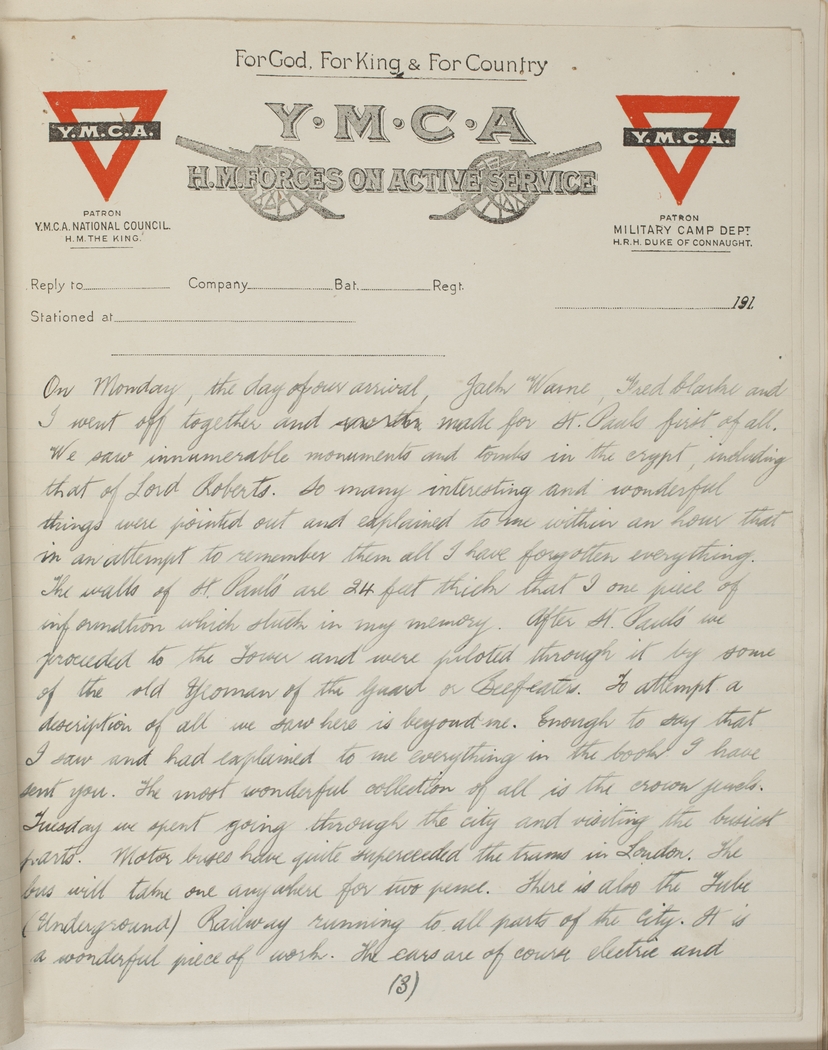 For God, For King & For Country
Y.M.C.A.
Y·M·C·A
Y.M.C.A.
H.M. FORCES ON ACTIVE SERVICE
PATRON
Y.M.C.A. NATIONAL COUNCIL.
H.M. THE KING.
PATRON
MILITARY CAMP DEPT
H.R.H. DUKE OF CONNAUGHT.
Reply to Company Bat. Regt.
191
Stationed at
On Monday, the day of our arrival, Jack Warne, Fred Clarke and
I went off together and made for St. Pauls first of all.
We saw innumerable monuments and tombs in the crypt, including
that of Lord Roberts. So many interesting and wonderful
things were pointed out and explained to me within an hour that
in an attempt to remember them all I have forgotten everything.
The walls of St. Paul's are 24 feet thick that I one piece of
information which stuck in my memory. After St. Paul's we
proceeded to the Tower and were piloted through it by some
of the old Yeoman of the Guard or Beefeaters. To attempt a
description of all we saw here is beyond me. Enough to say that
I saw and had explained to me everything in the book I have
sent you. The most wonderful collection of all is the crown jewels.
Tuesday we spent going through the city and visiting the busiest
parts. Motor buses have quite superceeded the trams in London. The
bus will take one anywhere for two pence. There is also the Tube
(Underground) Railway running to all parts of the City. It is
a wonderful piece of work. The cars are of course electric and
(3)